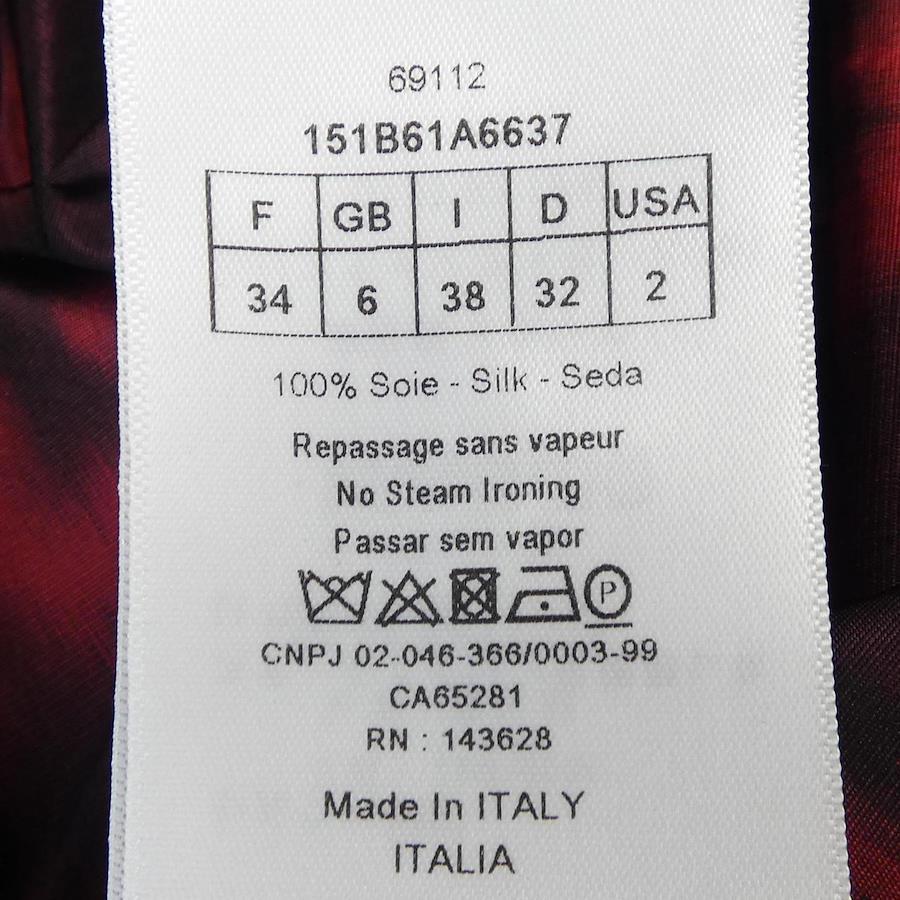 69112
151B61A6637
F GB I D USA
34 6 38 32 2
100% Soie - Silk - Seda
Repassage sans vapeur
No Steam Ironing
Passar sem vapor
P
CNPJ 02-046-366/0003-99
CA65281
RN : 143628
Made In ITALY
ITALIA